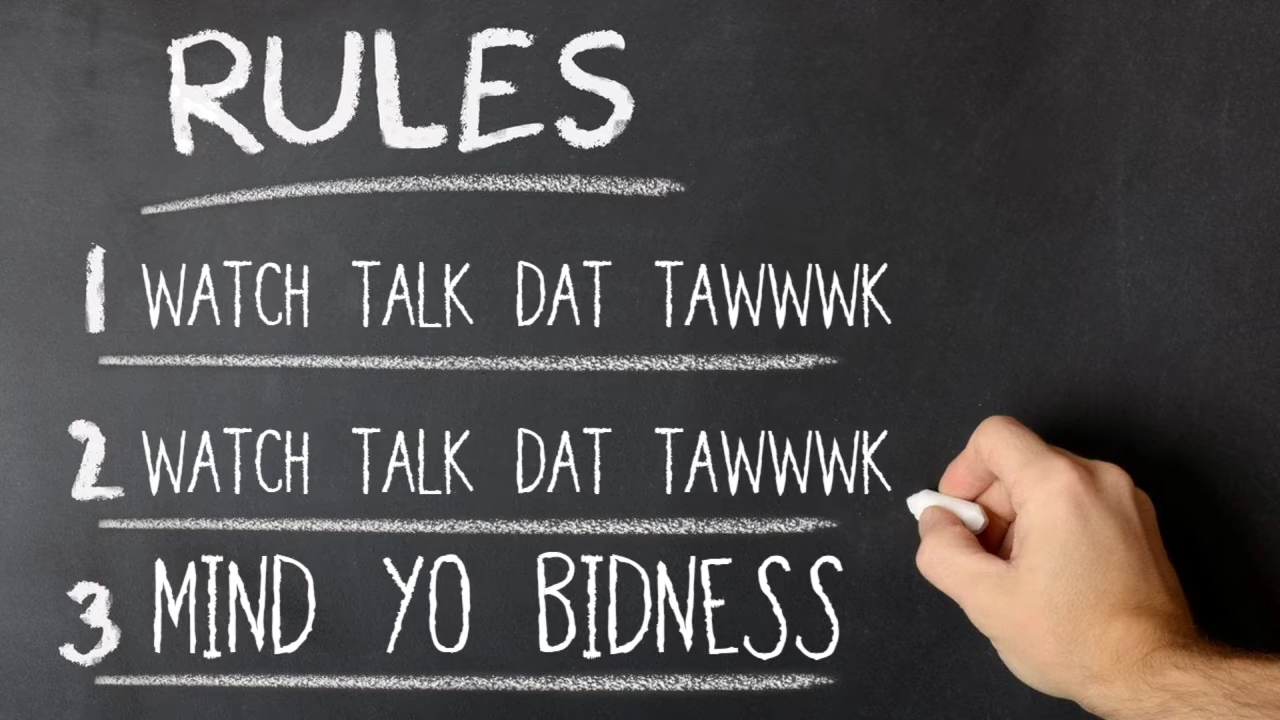 RULES
1 WATCH TALK DAT TAWWWK
2 WATCH TALK DAT TAWWWK
3 MIND YO BIDNESS